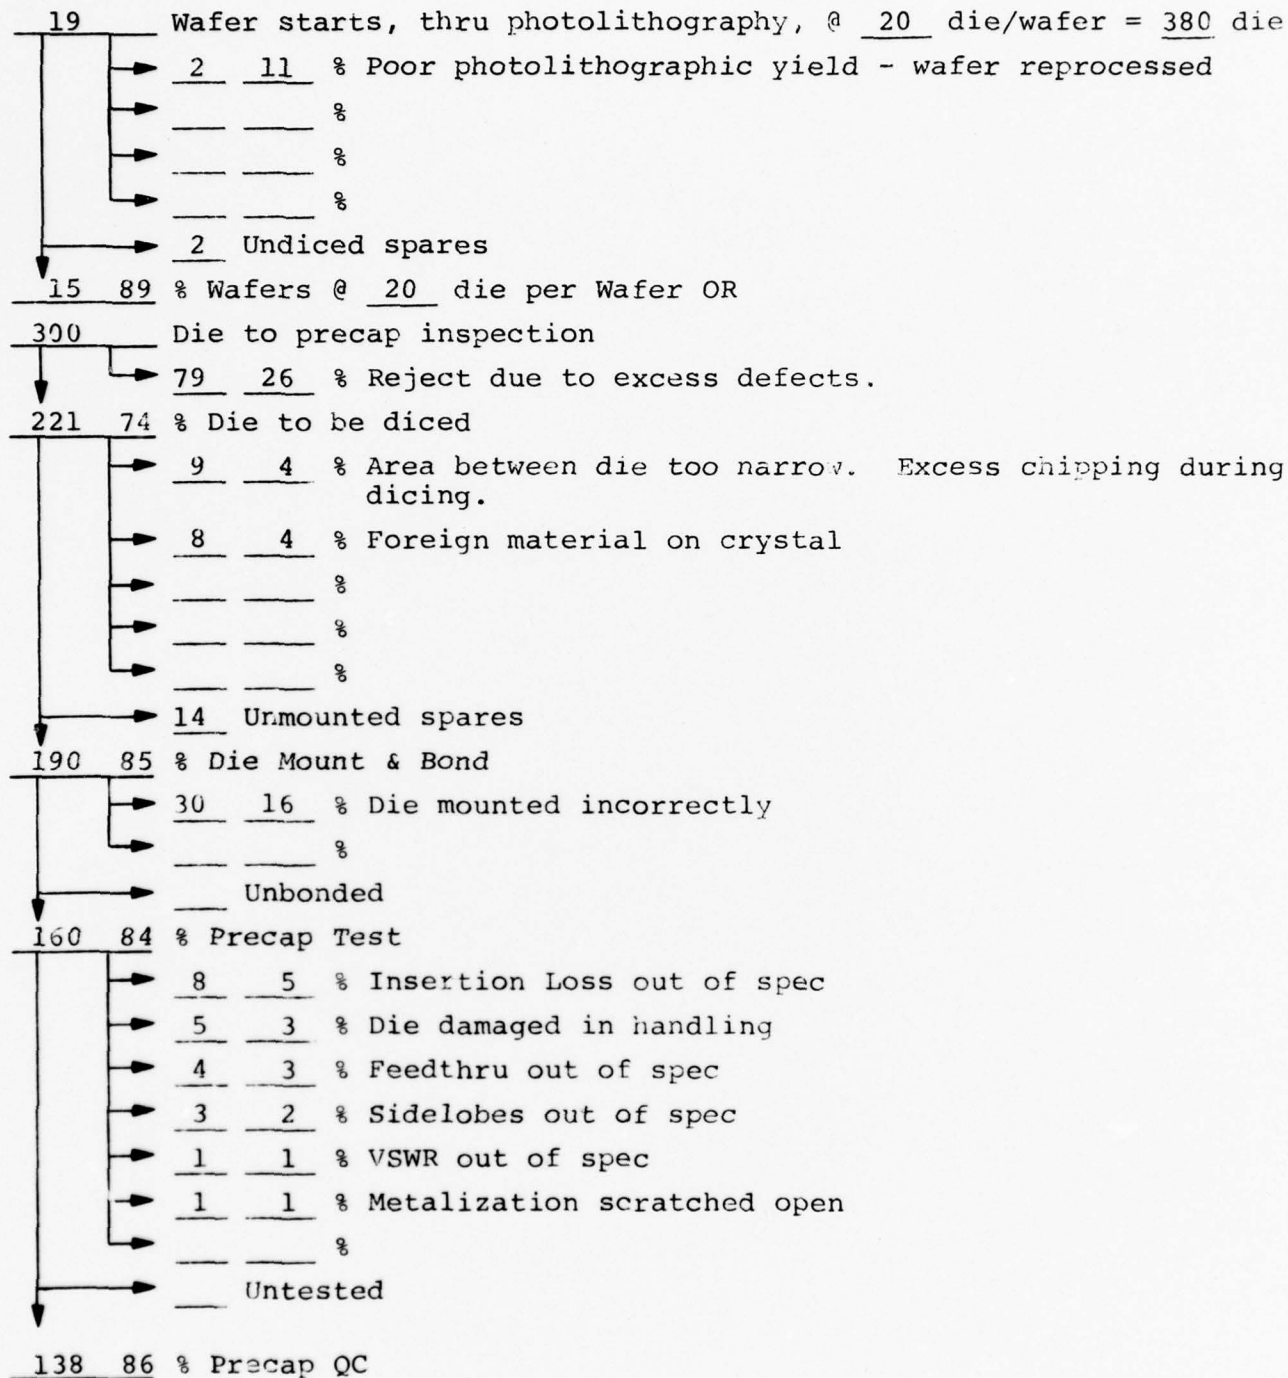 19 Wafer starts, thru photolithography, @ 20 die/wafer = 380 die
2 11 % Poor photolithographic yield - wafer reprocessed
%
%
%
2 Undiced spares
15 89 % Wafers @ 20 die per Wafer OR
300 Die to precap inspection
79 26 % Reject due to excess defects.
221 74 % Die to be diced
9 4 % Area between die too narrow. Excess chipping during
dicing.
8 4 % Foreign material on crystal
%
%
%
14 Unmounted spares
190 85 % Die Mount & Bond
30 16 % Die mounted incorrectly
%
Unbonded
160 84 % Precap Test
8 5 % Insertion Loss out of spec
5 3 % Die damaged in handling
4 3 % Feedthru out of spec
3 2 % Sidelobes out of spec
1 1 % VSWR out of spec
1 1 % Metalization scratched open
%
Untested
138 86 % Precap QC